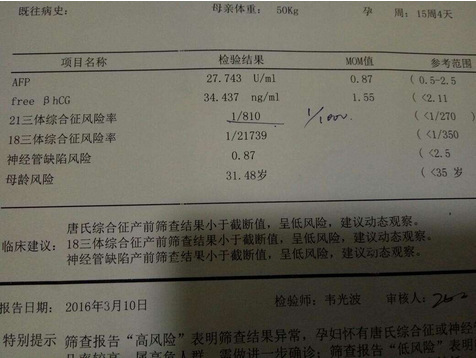 既往病史: 母亲体重: 50Kg 孕 周: 15周4天
项目名称 检验结果 MOM值 参考范围
AFP 27.743 U/ml 0.87 ( 0.5-2.5
free βhCG 34.437 ng/ml 1.55 ( <2.11
21三体综合征风险率 1/810 1/1000. ( <1/270 )
18三体综合征风险率 1/21739 ( <1/350
神经管缺陷风险 0.87 ( <2.5
母龄风险 31.48岁 ( <35 岁
唐氏综合征产前筛查结果小于截断值，呈低风险，建议动态观察。
临床建议: 18三体综合征产前筛查结果小于截断值，呈低风险，建议动态观察。
神经管缺陷产前筛查结果小于截断值，呈低风险，建议动态观察。
报告日期: 2016年3月10日 检验师: 韦光波 审核人:
特别提示 筛查报告“高风险”表明筛查结果异常，孕妇怀有唐氏综合征或神经